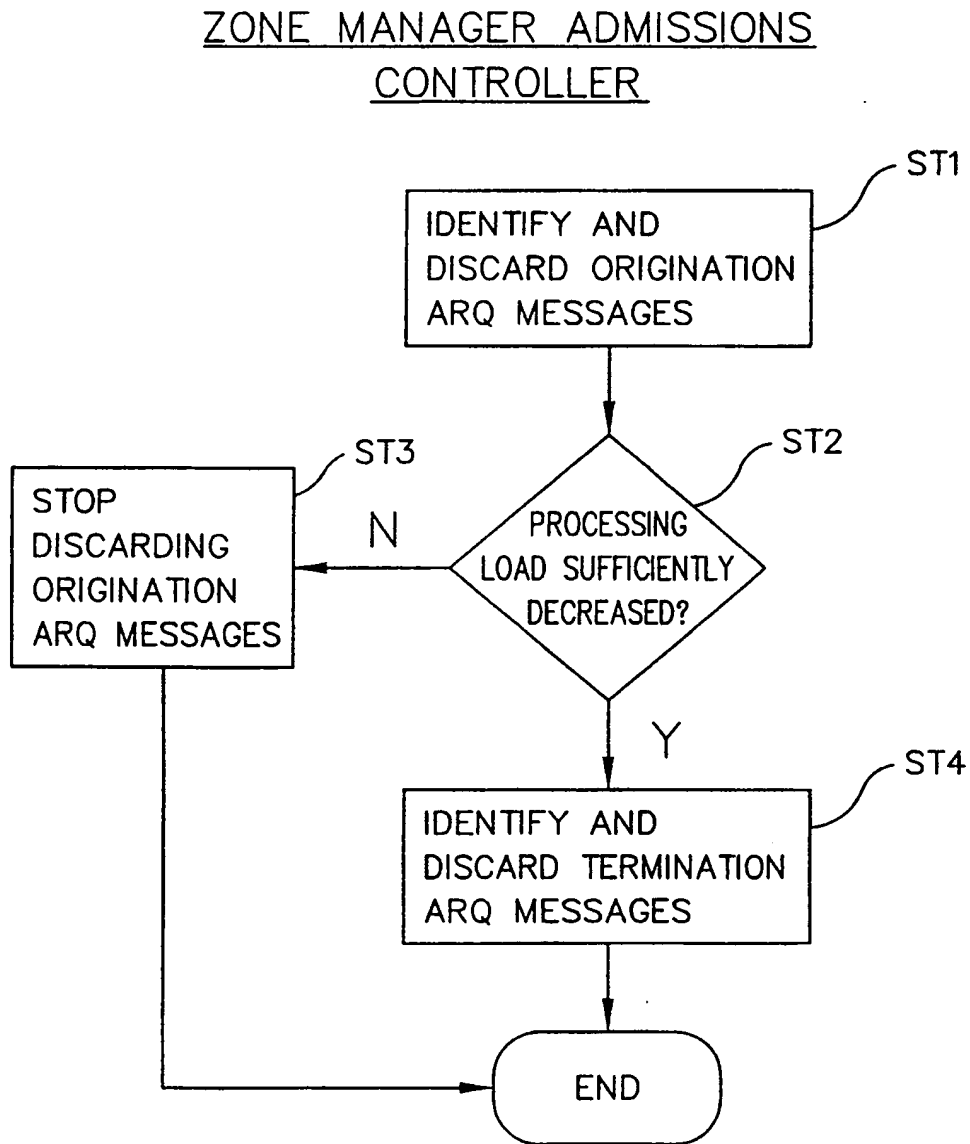 ZONE MANAGER ADMISSIONS
CONTROLLER
ST1
IDENTIFY AND
DISCARD ORIGINATION
ARQ MESSAGES
ST2
PROCESSING
LOAD SUFFICIENTLY
DECREASED?
N
ST3
STOP
DISCARDING
ORIGINATION
ARQ MESSAGES
Y
ST4
IDENTIFY AND
DISCARD TERMINATION
ARQ MESSAGES
END